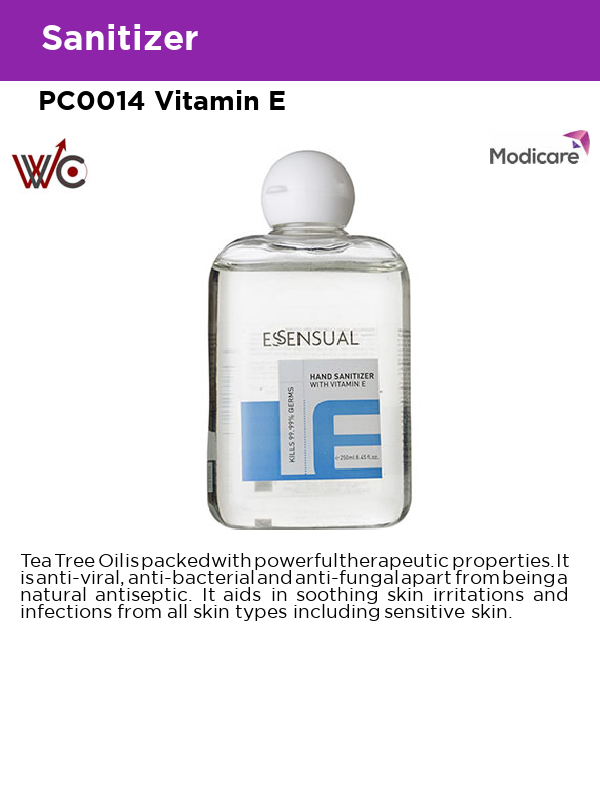 Sanitizer
PC0014 Vitamin E
WC
Modicare
ESSENSUAL
HAND SANITIZER
WITH VITAMIN E
KILLS 99.99% GERMS
E
℮ 250ml 8.45 fl.oz.
Tea Tree Oil is packed with powerful therapeutic properties. It
is anti-viral, anti-bacterial and anti-fungal apart from being a
natural antiseptic. It aids in soothing skin irritations and
infections from all skin types including sensitive skin.